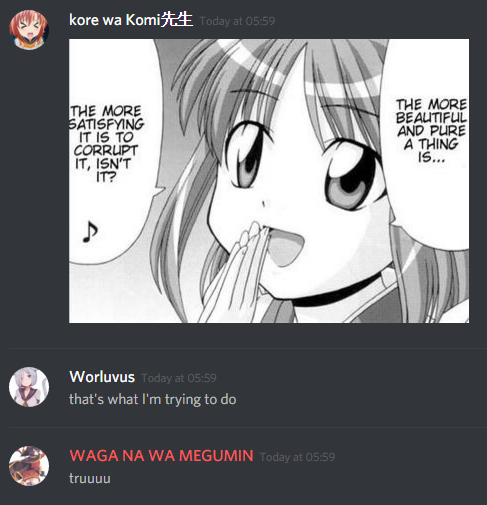 kore wa Komi先生 Today at 05:59
THE MORE
BEAUTIFUL
AND PURE
A THING
IS...
THE MORE
SATISFYING
IT IS TO
CORRUPT
IT, ISN'T
IT?
♪
Worluvus Today at 05:59
that's what I'm trying to do
WAGA NA WA MEGUMIN Today at 05:59
truuuu